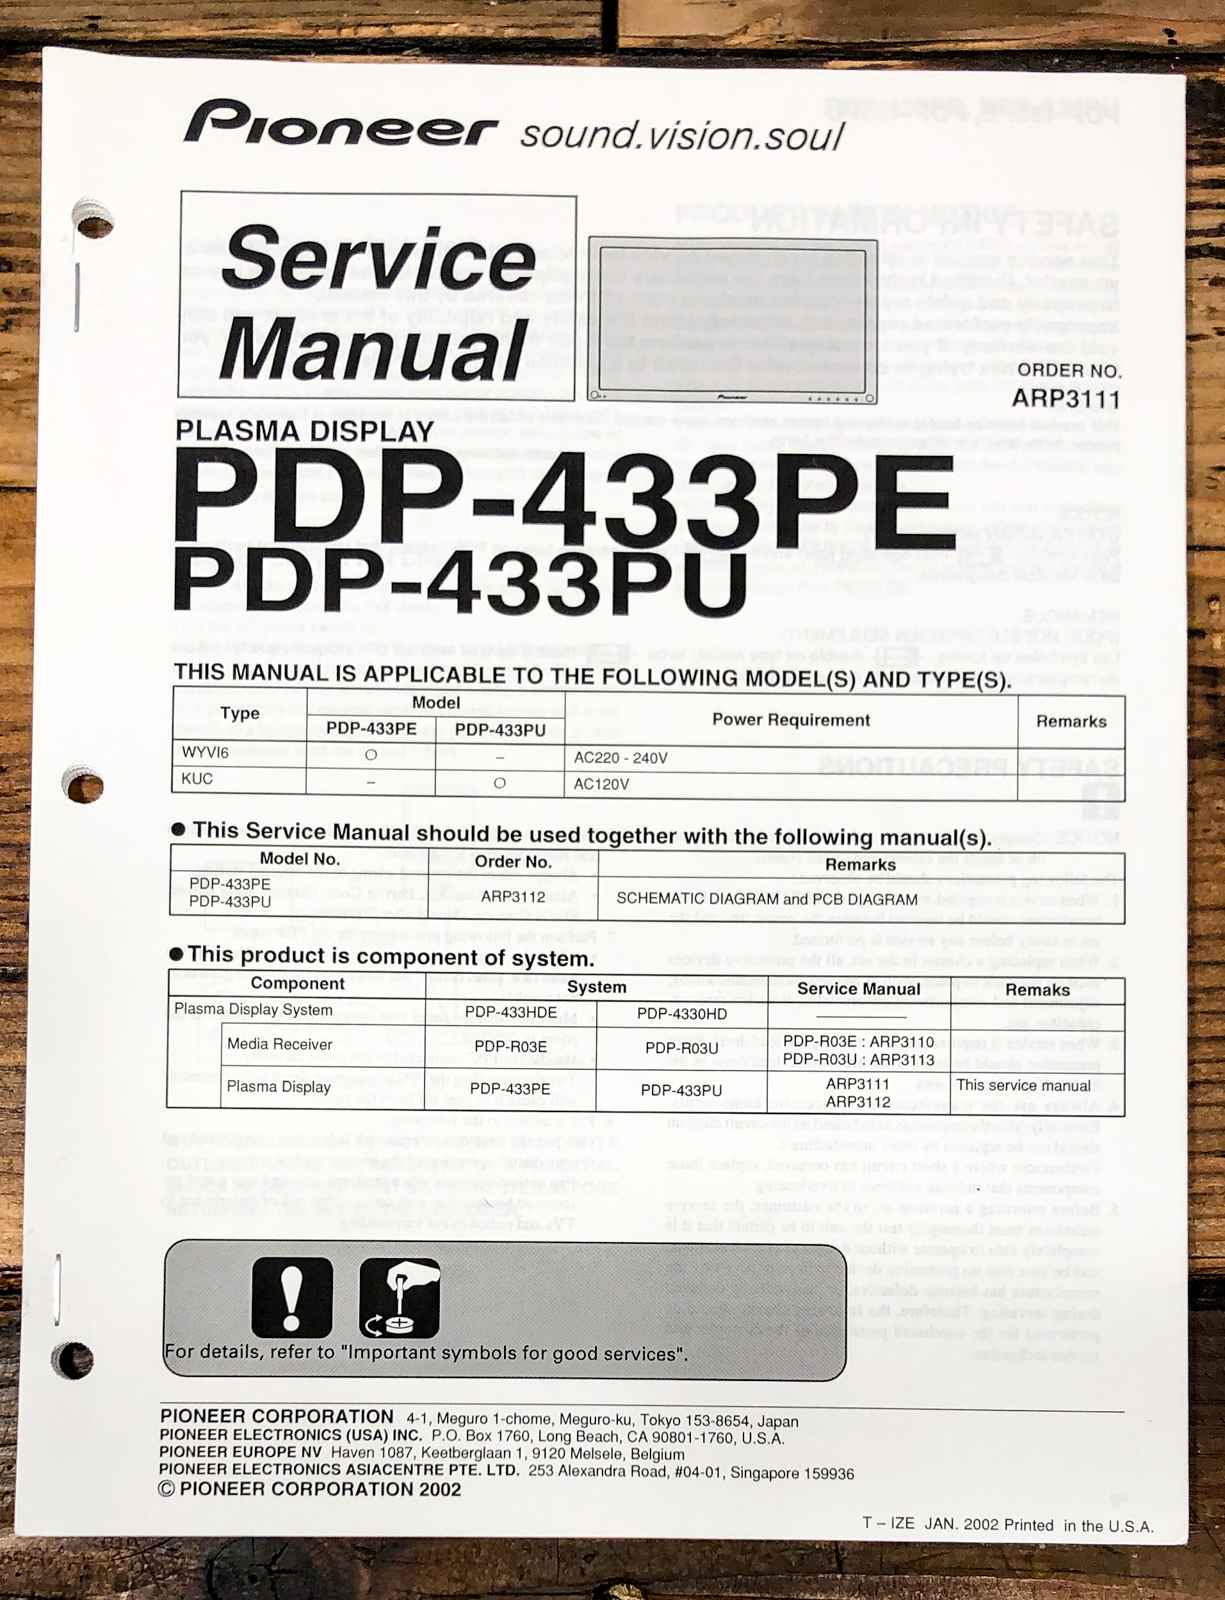 Pioneer sound.vision.soul
Service
Manual
Pioneer
ORDER NO.
ARP3111
PLASMA DISPLAY
PDP-433PE
PDP-433PU
THIS MANUAL IS APPLICABLE TO THE FOLLOWING MODEL(S) AND TYPE(S).
Type Model Power Requirement Remarks
PDP-433PE PDP-433PU
WYVI6 ○ – AC220 - 240V
KUC – ○ AC120V
● This Service Manual should be used together with the following manual(s).
Model No. Order No. Remarks
PDP-433PE
PDP-433PU
ARP3112 SCHEMATIC DIAGRAM and PCB DIAGRAM
● This product is component of system.
Component System Service Manual Remaks
Plasma Display System PDP-433HDE PDP-4330HD ————
Media Receiver PDP-R03E PDP-R03U PDP-R03E : ARP3110
PDP-R03U : ARP3113
Plasma Display PDP-433PE PDP-433PU ARP3111 This service manual
ARP3112
For details, refer to "Important symbols for good services".
PIONEER CORPORATION 4-1, Meguro 1-chome, Meguro-ku, Tokyo 153-8654, Japan
PIONEER ELECTRONICS (USA) INC. P.O. Box 1760, Long Beach, CA 90801-1760, U.S.A.
PIONEER EUROPE NV Haven 1087, Keetberglaan 1, 9120 Melsele, Belgium
PIONEER ELECTRONICS ASIACENTRE PTE. LTD. 253 Alexandra Road, #04-01, Singapore 159936
© PIONEER CORPORATION 2002
T – IZE JAN. 2002 Printed in the U.S.A.